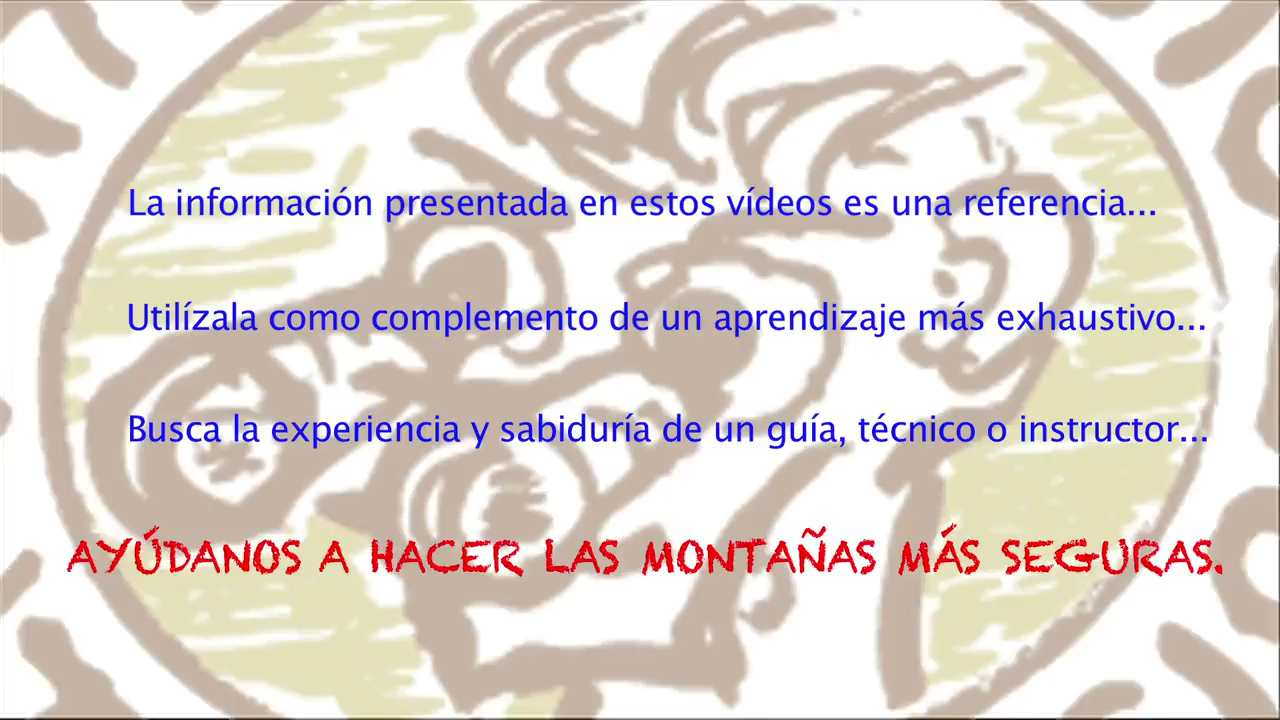 La información presentada en estos vídeos es una referencia...
Utilízala como complemento de un aprendizaje más exhaustivo...
Busca la experiencia y sabiduría de un guía, técnico o instructor...
AYÚDANOS A HACER LAS MONTAÑAS MÁS SEGURAS.